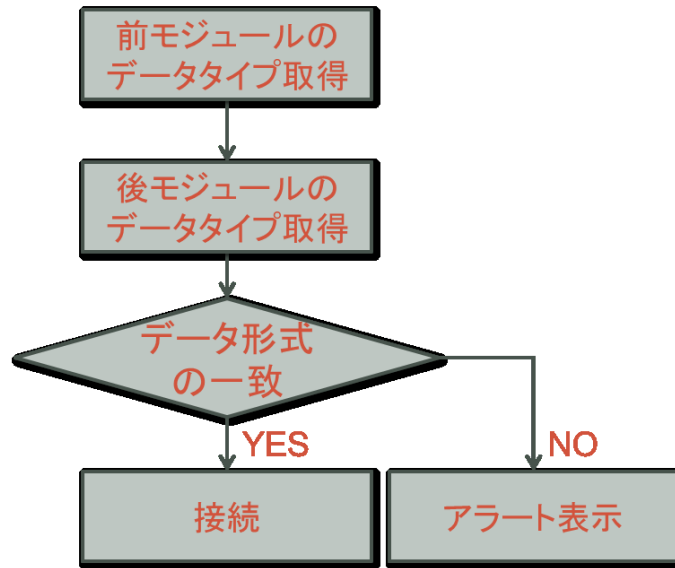 前モジュールの
データタイプ取得
後モジュールの
データタイプ取得
データ形式
の一致
YES
NO
接続
アラート表示